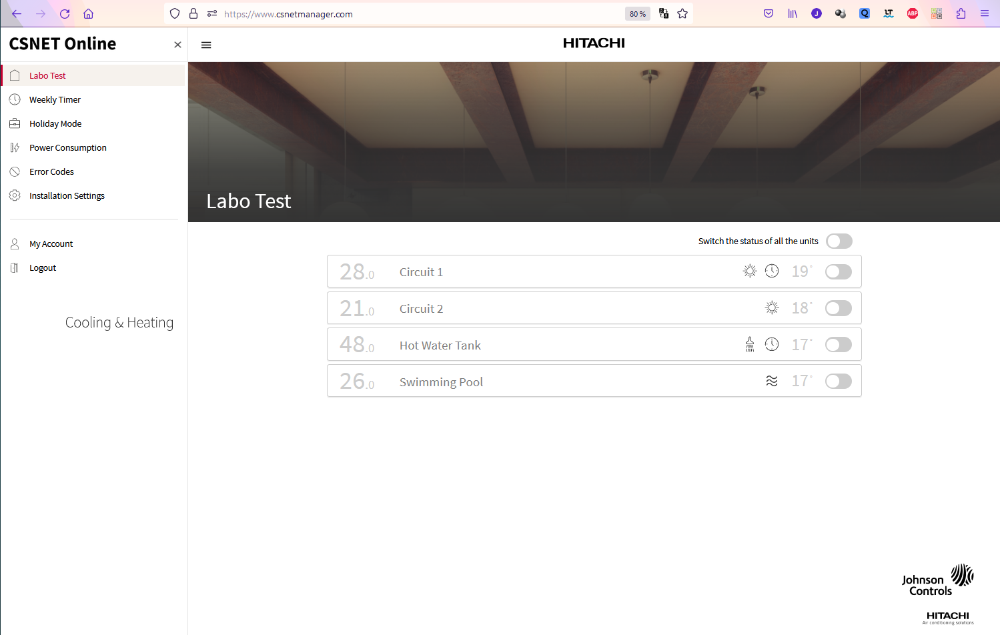 https://www.csnetmanager.com
80 %
J
Q
LT
ABP
CSNET Online
HITACHI
Labo Test
Weekly Timer
Holiday Mode
Power Consumption
Error Codes
Installation Settings
My Account
Logout
Cooling & Heating
Labo Test
Switch the status of all the units
28.0 Circuit 1 19°
21.0 Circuit 2 18°
48.0 Hot Water Tank 17°
26.0 Swimming Pool 17°
Johnson
Controls
HITACHI
Air conditioning solutions